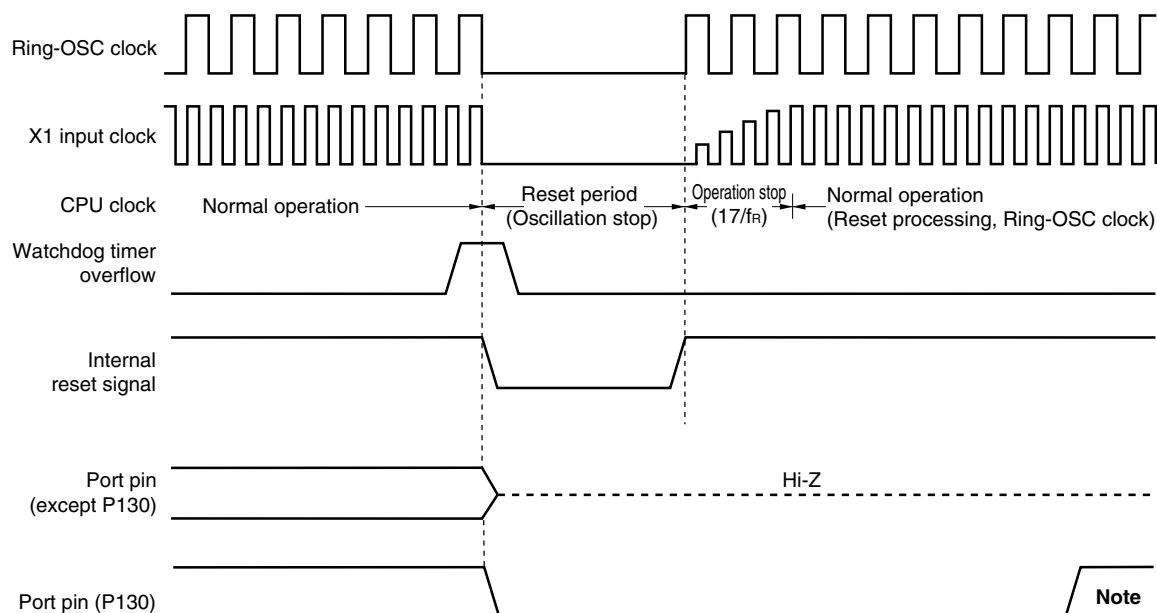 Ring-OSC clock
X1 input clock
CPU clock
Normal operation
Reset period
(Oscillation stop)
Operation stop
(17/fR)
Normal operation
(Reset processing, Ring-OSC clock)
Watchdog timer
overflow
Internal
reset signal
Port pin
(except P130)
Hi-Z
Port pin (P130)
Note